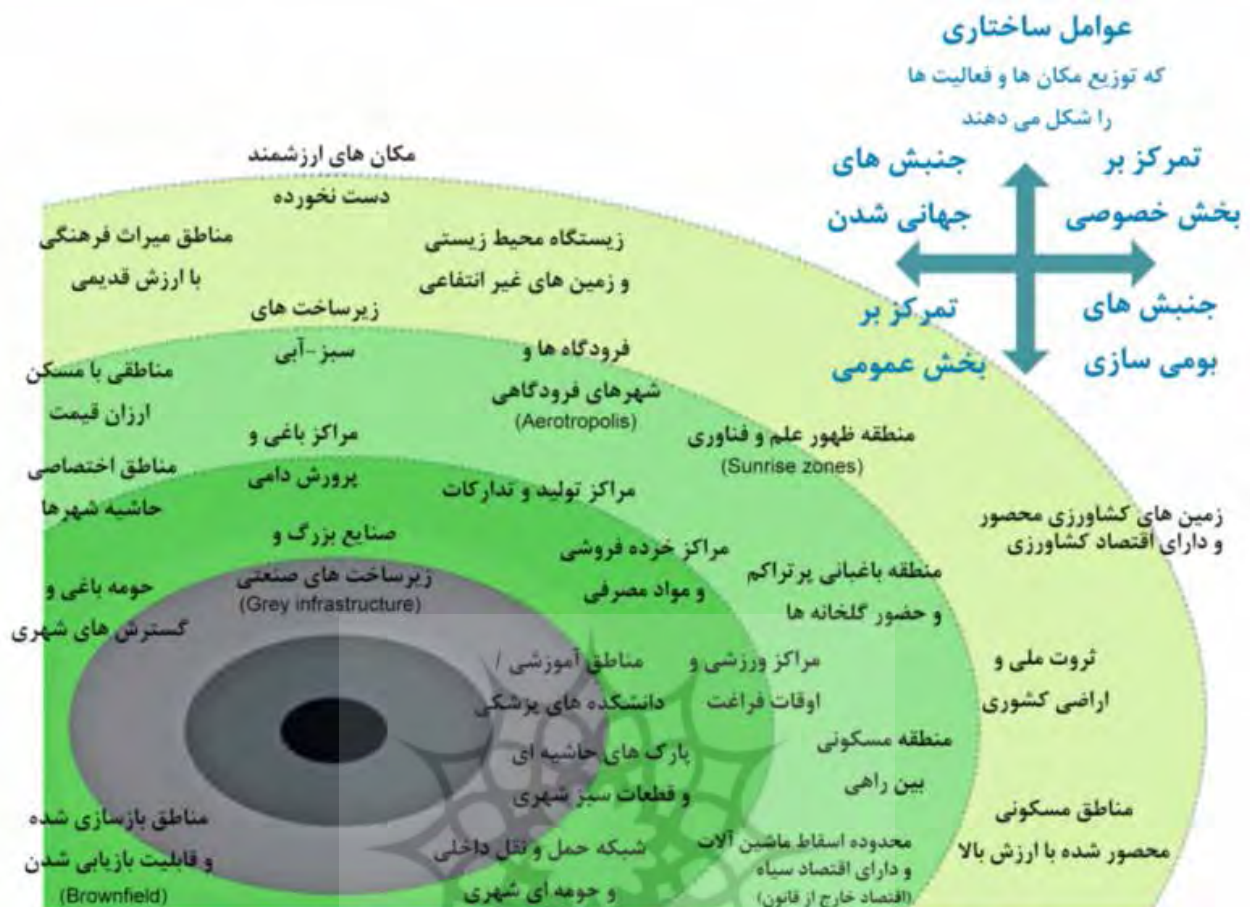 عوامل ساختاری
که توزیع مکان ها و فعالیت ها
را شکل می دهند
تمرکز بر
بخش خصوصی
جنبش های
جهانی شدن
جنبش های
بومی سازی
تمرکز بر
بخش عمومی
مکان های ارزشمند
دست نخورده
زیستگاه محیط زیستی
و زمین های غیر انتفاعی
مناطق میراث فرهنگی
با ارزش قدیمی
زیرساخت های
سبز-آبی
فرودگاه ها و
شهرهای فرودگاهی
(Aerotropolis)
مناطقی با مسکن
ارزان قیمت
منطقه ظهور علم و فناوری
(Sunrise zones)
مراکز باغی و
پرورش دامی
مناطق اختصاصی
حاشیه شهرها
مراکز تولید و تدارکات
زمین های کشاورزی محصور
و دارای اقتصاد کشاورزی
صنایع بزرگ و
زیرساخت های صنعتی
(Grey infrastructure)
مراکز خرده فروشی
و مواد مصرفی
منطقه باغبانی پر تراکم
و حضور گلخانه ها
حومه باغی و
گسترش های شهری
ثروت ملی و
اراضی کشوری
مراکز ورزشی و
اوقات فراغت
مناطق آموزشی /
دانشکده های پزشکی
منطقه مسکونی
بین راهی
پارک های حاشیه ای
و قطعات سبز شهری
مناطق مسکونی
محصور شده با ارزش بالا
محدوده اسقاط ماشین آلات
و دارای اقتصاد سیاه
(اقتصاد خارج از قانون)
شبکه حمل و نقل داخلی
و حومه ای شهری
مناطق بازسازی شده
و قابلیت بازیابی شدن
(Brownfield)